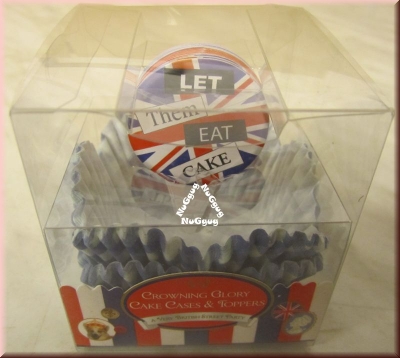 LET
Them
EAT
CAKE
NuGgug
NuGgug
NuGgug
CROWNING GLORY
CAKE CASES & TOPPERS